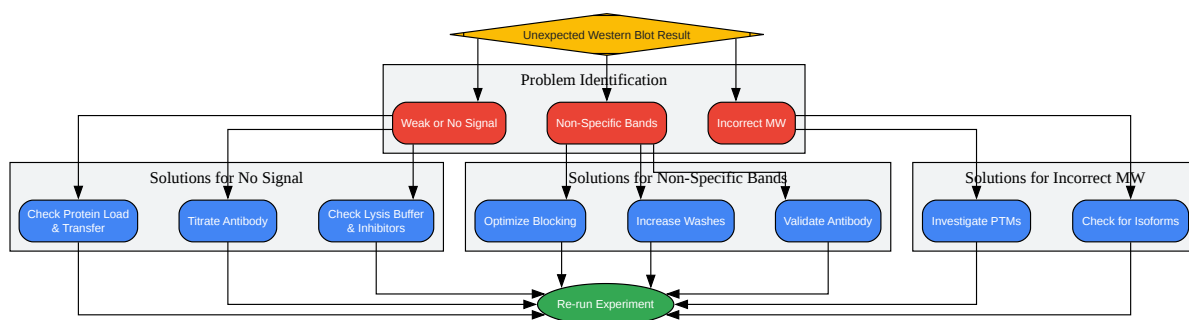 Unexpected Western Blot Result
Problem Identification
Weak or No Signal
Non-Specific Bands
Incorrect MW
Solutions for No Signal
Solutions for Non-Specific Bands
Solutions for Incorrect MW
Check Protein Load
& Transfer
Titrate Antibody
Check Lysis Buffer
& Inhibitors
Optimize Blocking
Increase Washes
Validate Antibody
Investigate PTMs
Check for Isoforms
Re-run Experiment